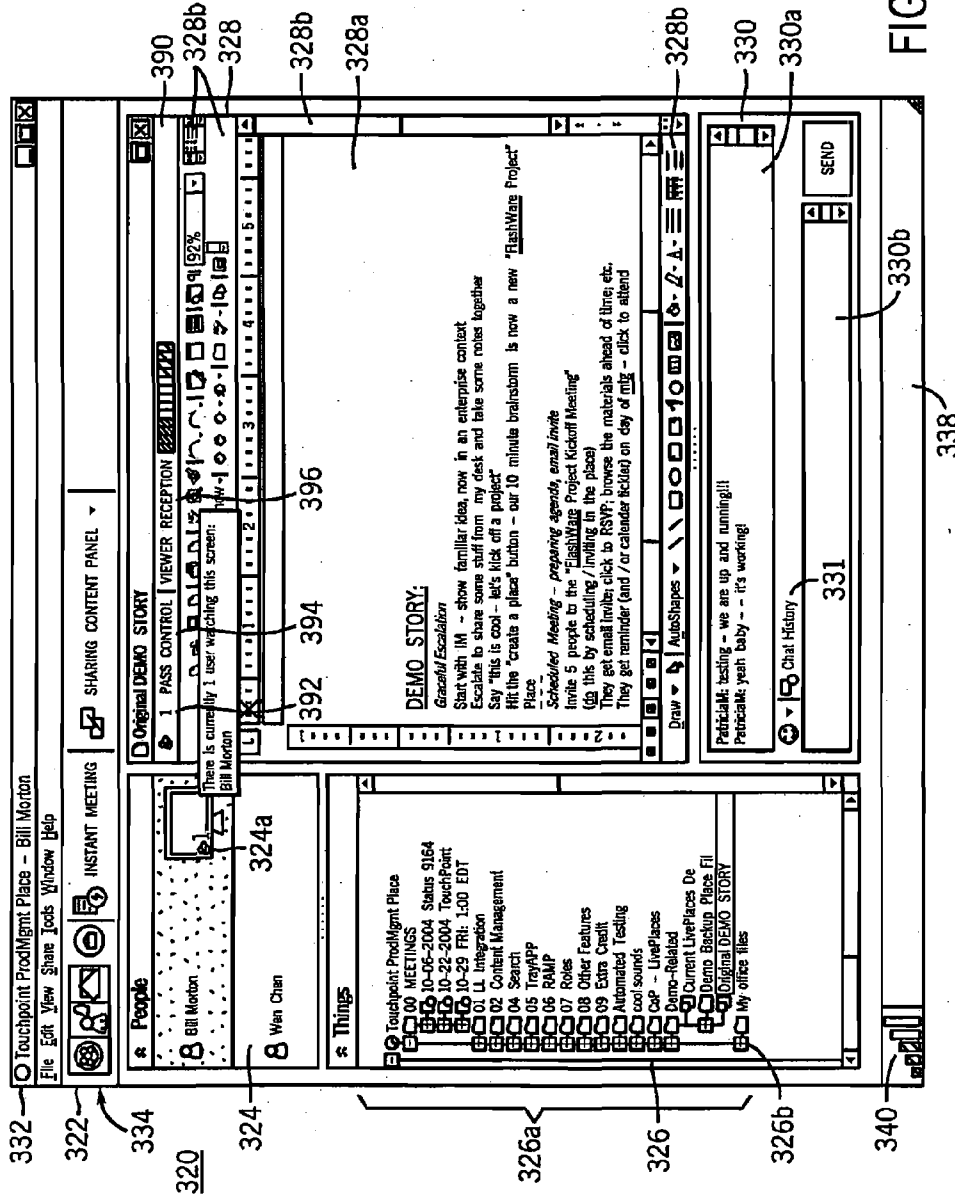 332
Touchpoint ProdMgmt Place - Bill Morton
File Edit View Share Tools Window Help
322
334
INSTANT MEETING
SHARING CONTENT PANEL
320
People
Bill Morton
Wen Chen
324
324a
Things
Touchpoint ProdMgmt Place
00 MEETINGS
10-06-2004 Status 9164
10-22-2004 TouchPoint
10-29 FRI: 1:00 EDT
01 LL Integration
02 Content Management
04 Search
05 TrayAPP
06 RAMP
07 Roles
08 Other Features
09 Extra Credit
Automated Testing
cool sounds
CoP - LivePlaces
Demo-Related
Current LivePlaces De
Demo Backup Place Fil
Original DEMO STORY
My office files
326a
326
326b
340
Original DEMO STORY
1 PASS CONTROL VIEWER RECEPTION
390
328b
328
There is currently 1 user watching this screen:
Bill Morton
92%
now
392
394
396
1 2 3 4 5
328b
328a
DEMO STORY:
Graceful Escalation
Start with IM - show familiar idea, now in an enterprise context
Escalate to share some stuff from my desk and take some notes together
Say "this is cool - let's kick off a project"
Hit the "create a place" button - our 10 minute brainstorm is now a new "FlashWare Project"
Place
---
Scheduled Meeting - preparing agenda, email invite
Invite 5 people to the "FlashWare Project Kickoff Meeting"
(do this by scheduling / inviting in the place)
They get email invite; click to RSVP; browse the materials ahead of time; etc,
They get reminder (and / or calender tickler) on day of mtg - click to attend
Draw AutoShapes
328b
PatriciaM: testing - we are up and running!!!
PatriciaM: yeah baby - - it's working!
330
330a
Chat History
331
SEND
330b
338
FIG